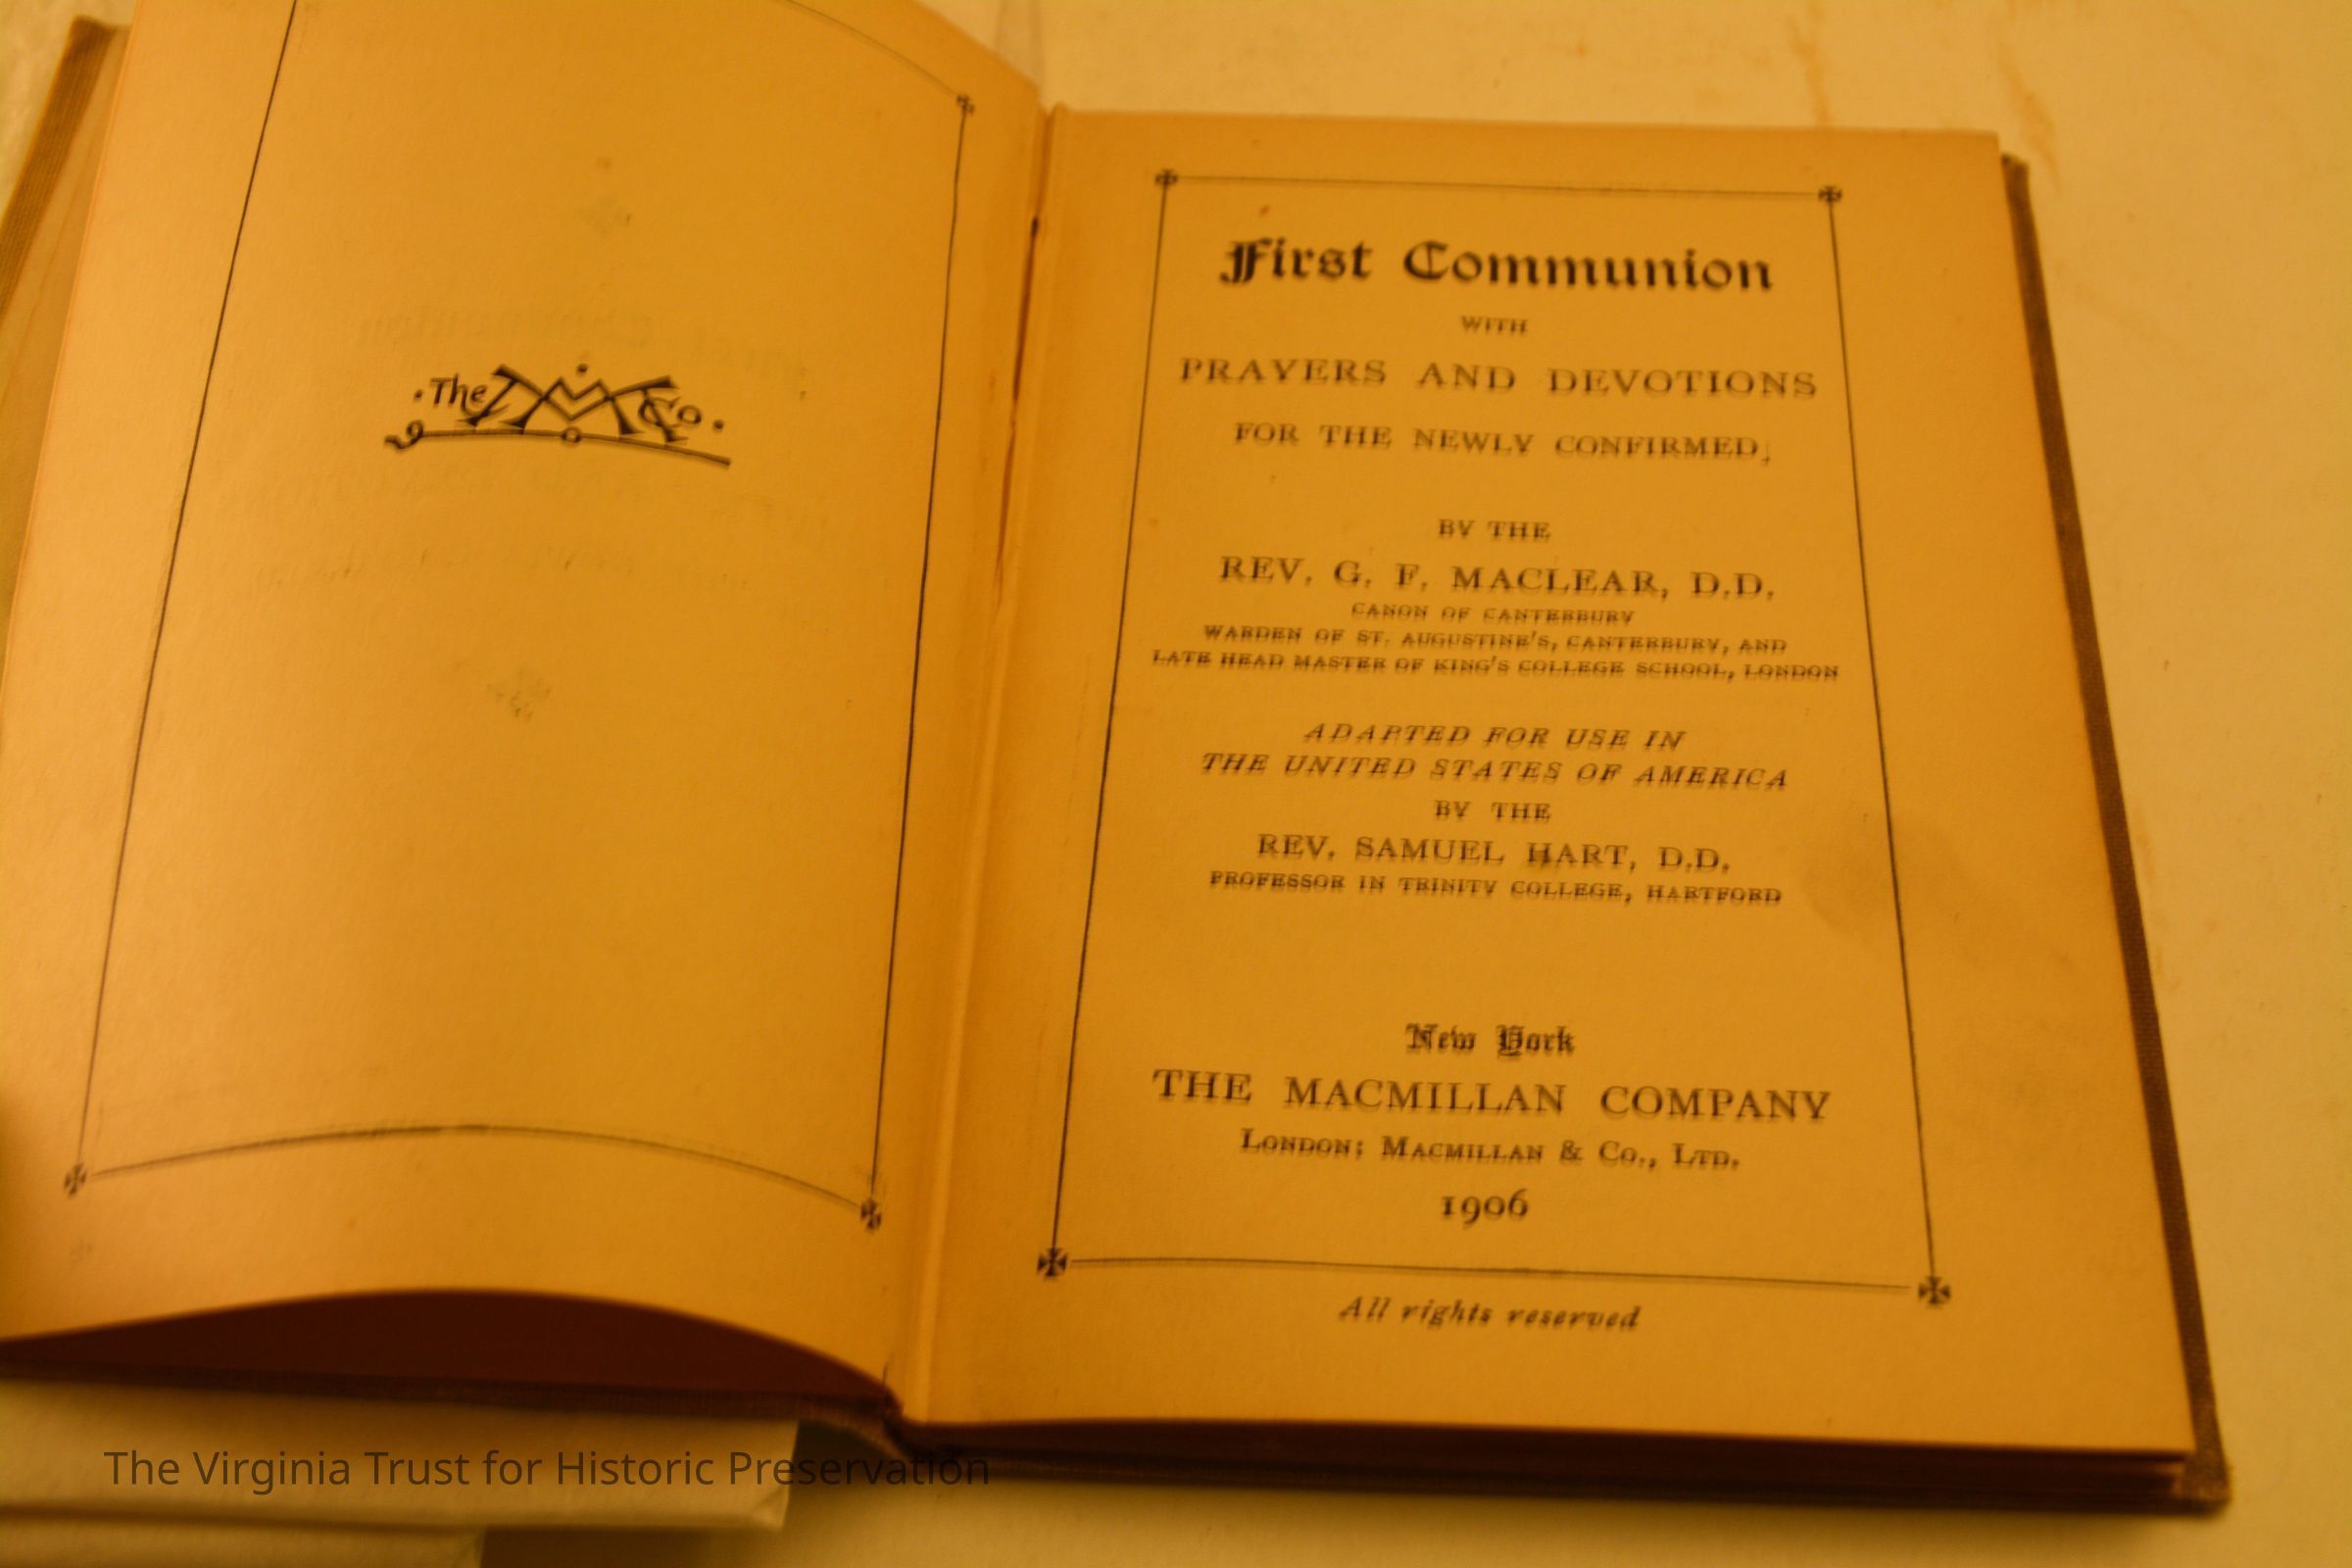 The M Co.
First Communion
WITH
PRAYERS AND DEVOTIONS
FOR THE NEWLY CONFIRMED;
BY THE
REV. G. F. MACLEAR, D.D.
CANON OF CANTERBURY
WARDEN OF ST. AUGUSTINE'S, CANTERBURY, AND
LATE HEAD MASTER OF KING'S COLLEGE SCHOOL, LONDON
ADAPTED FOR USE IN
THE UNITED STATES OF AMERICA
BY THE
REV. SAMUEL HART, D.D.
PROFESSOR IN TRINITY COLLEGE, HARTFORD
New York
THE MACMILLAN COMPANY
LONDON: MACMILLAN & CO., LTD.
1906
All rights reserved
The Virginia Trust for Historic Preservation